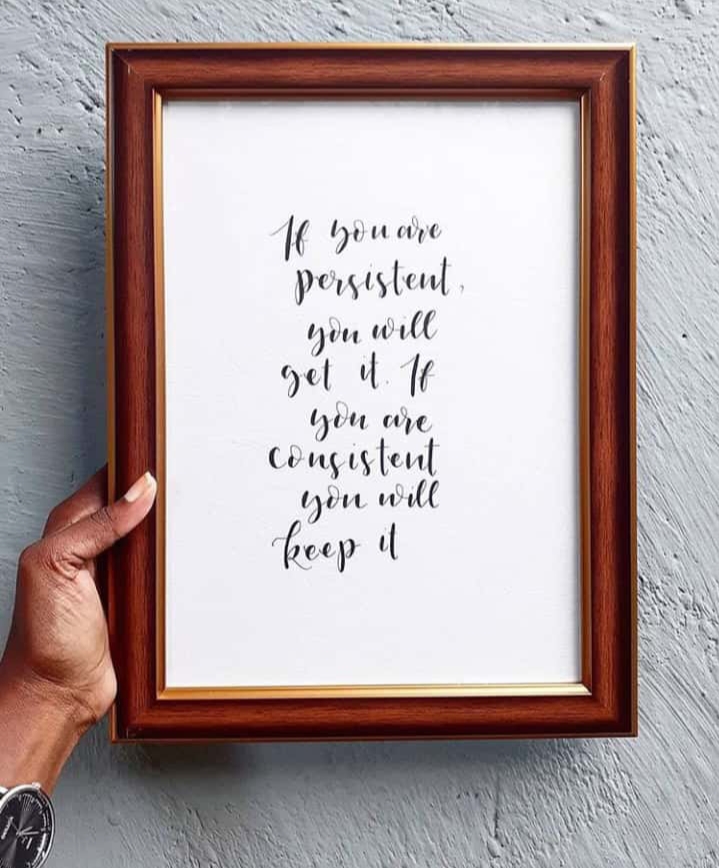 If you are
persistent,
you will
get it. If
you are
consistent
you will
keep it